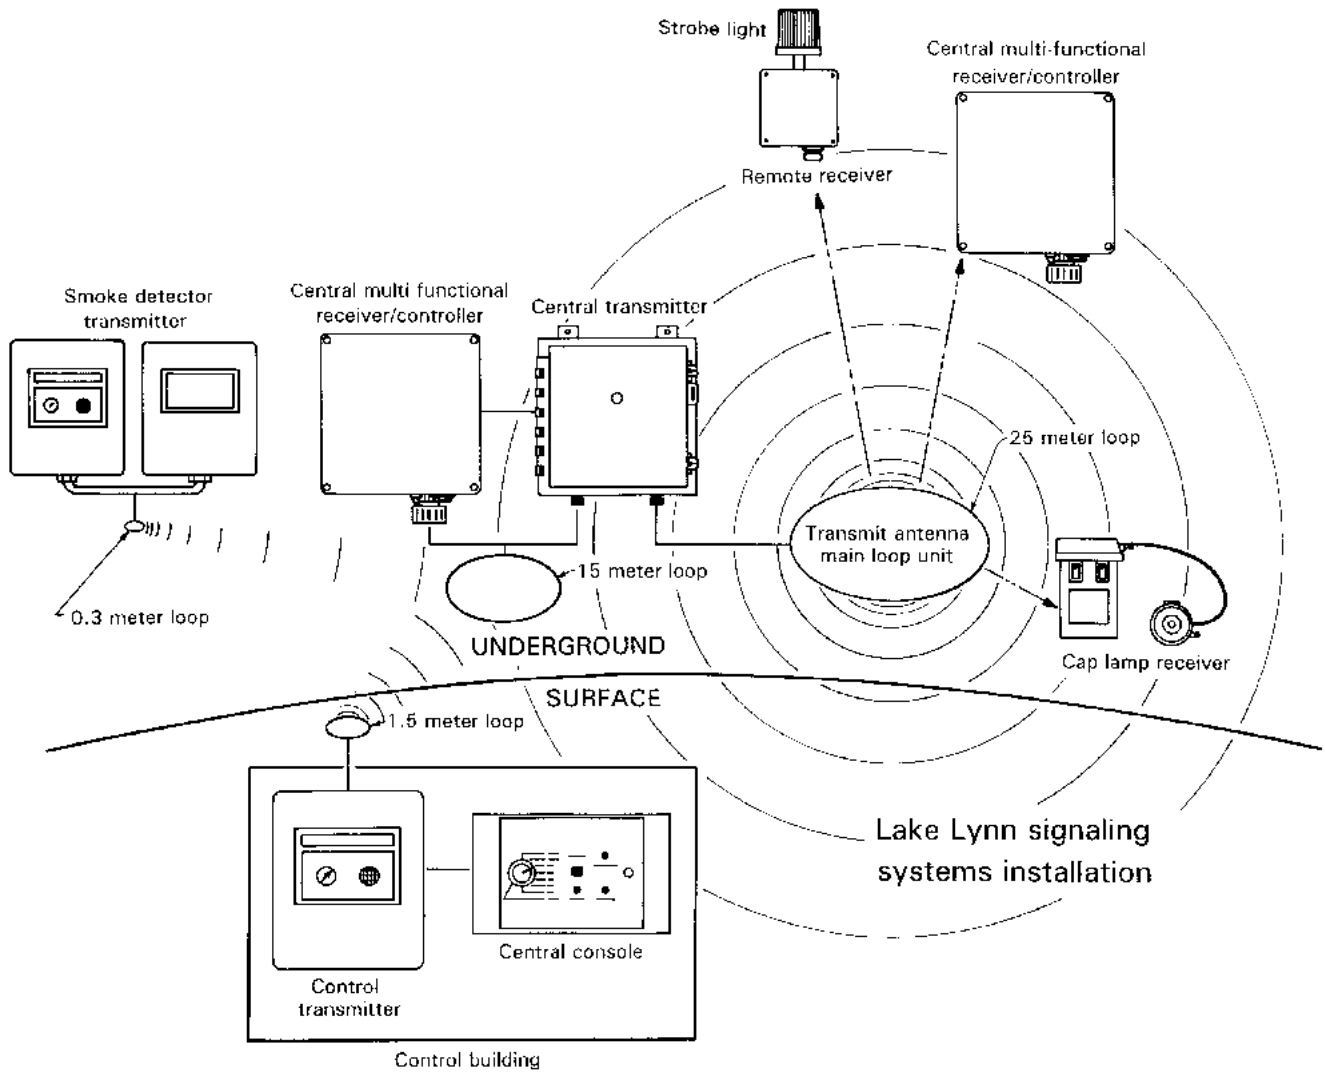 Strobe light
Central multi-functional
receiver/controller
Remote receiver
Smoke detector
transmitter
Central multi functional
receiver/controller
Central transmitter
25 meter loop
Transmit antenna
main loop unit
15 meter loop
0.3 meter loop
UNDERGROUND
Cap lamp receiver
SURFACE
1.5 meter loop
Lake Lynn signaling
systems installation
Central console
Control
transmitter
Control building